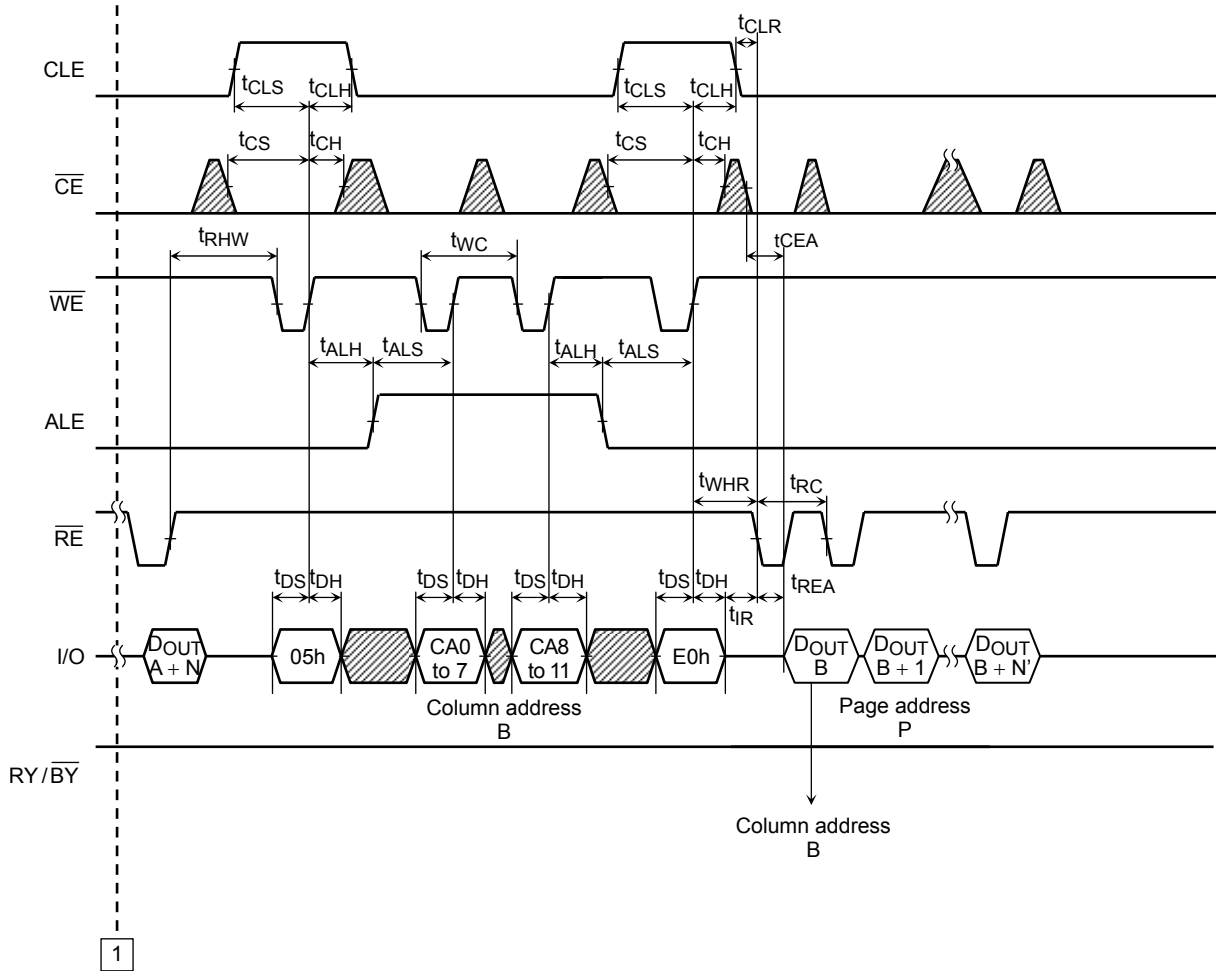 tCLR
CLE
tCLS tCLH tCLS tCLH
tCS tCH tCS tCH
CE
tRHW tWC tCEA
WE
tALH tALS tALH tALS
ALE
tWHR tRC
RE
tDS tDH tDS tDH tDS tDH tDS tDH tIR tREA
I/O
DOUT
A + N
05h
CA0
to 7
CA8
to 11
E0h
DOUT
B
DOUT
B + 1
DOUT
B + N’
Column address
B
Page address
P
RY/BY
Column address
B
1